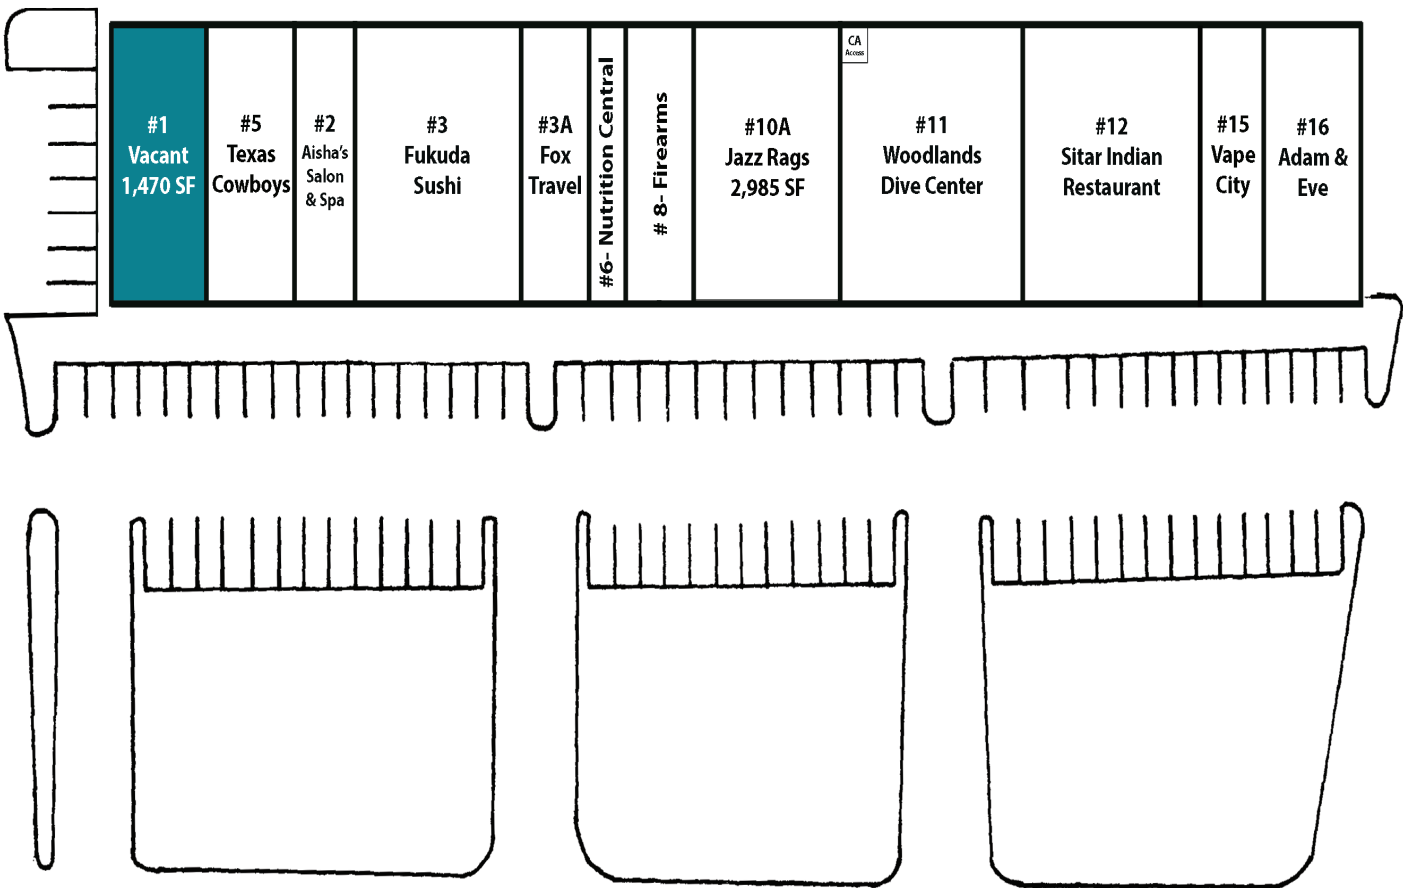 #1
Vacant
1,470 SF
#5
Texas
Cowboys
#2
Aisha's
Salon
& Spa
#3
Fukuda
Sushi
#3A
Fox
Travel
#6- Nutrition Central
# 8- Firearms
#10A
Jazz Rags
2,985 SF
CA
Access
#11
Woodlands
Dive Center
#12
Sitar Indian
Restaurant
#15
Vape
City
#16
Adam &
Eve